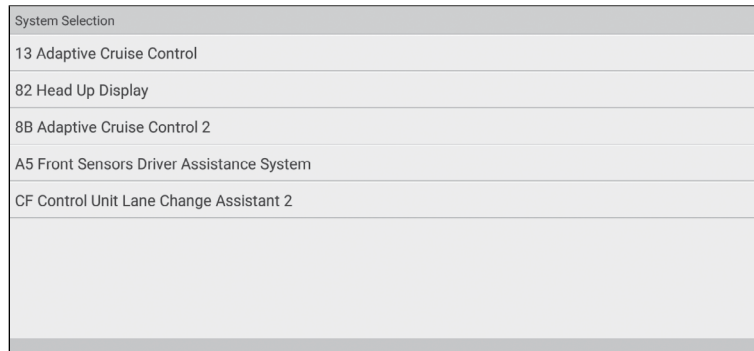 System Selection
13 Adaptive Cruise Control
82 Head Up Display
8B Adaptive Cruise Control 2
A5 Front Sensors Driver Assistance System
CF Control Unit Lane Change Assistant 2